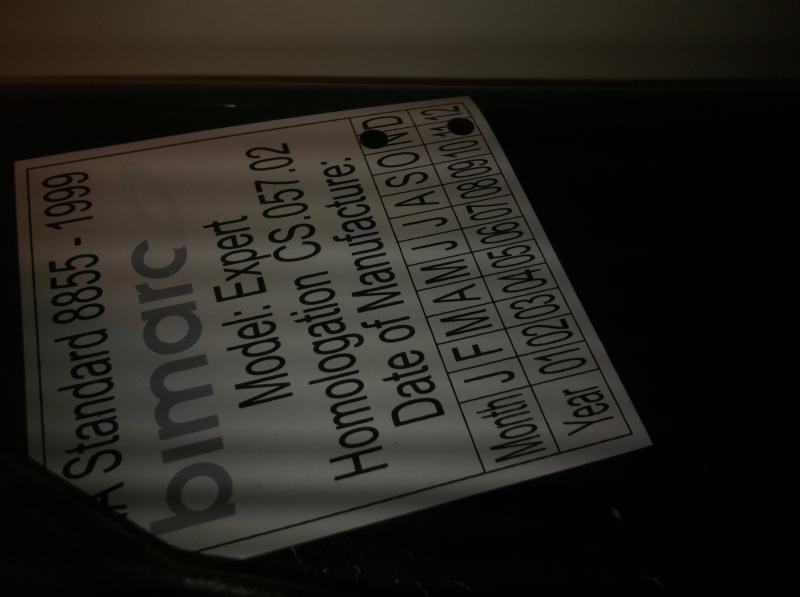 A Standard 8855 - 1999
bimarco
Model: Expert
Homologation CS.057.02
Date of Manufacture:
Month J F M A M J J A S O N D
Year 01 02 03 04 05 06 07 08 09 10 11 12